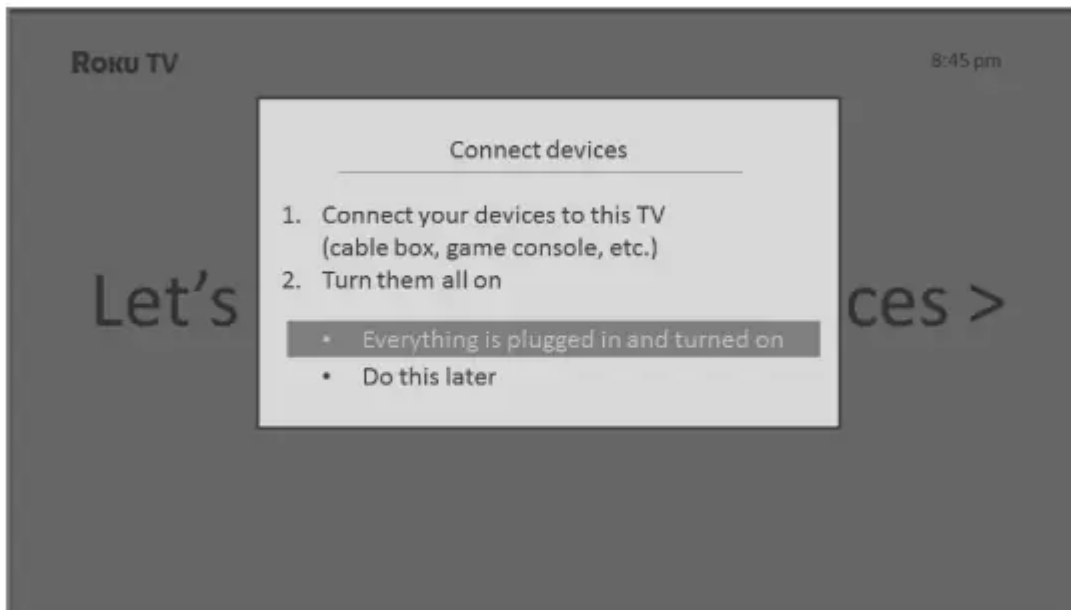 Roku TV
8:45 pm
Connect devices
1. Connect your devices to this TV
(cable box, game console, etc.)
2. Turn them all on
Let's ces >
• Everything is plugged in and turned on
• Do this later